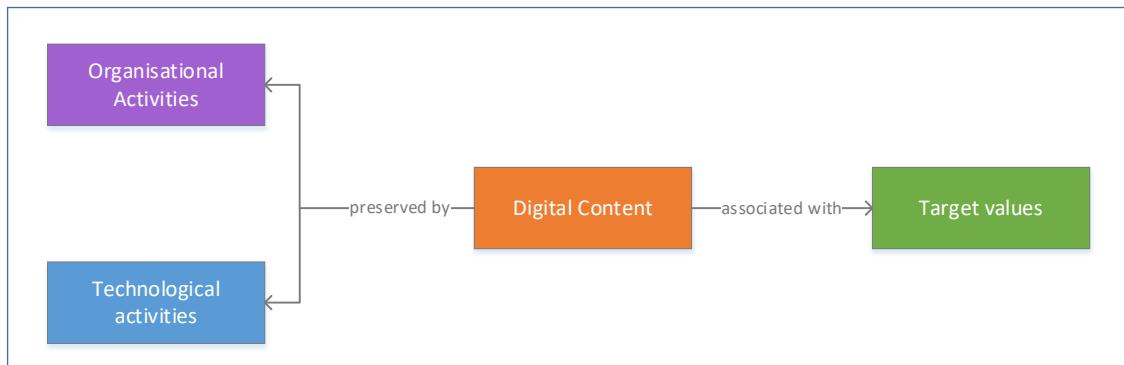 Organisational
Activities
preserved by
Digital Content
associated with
Target values
Technological
activities